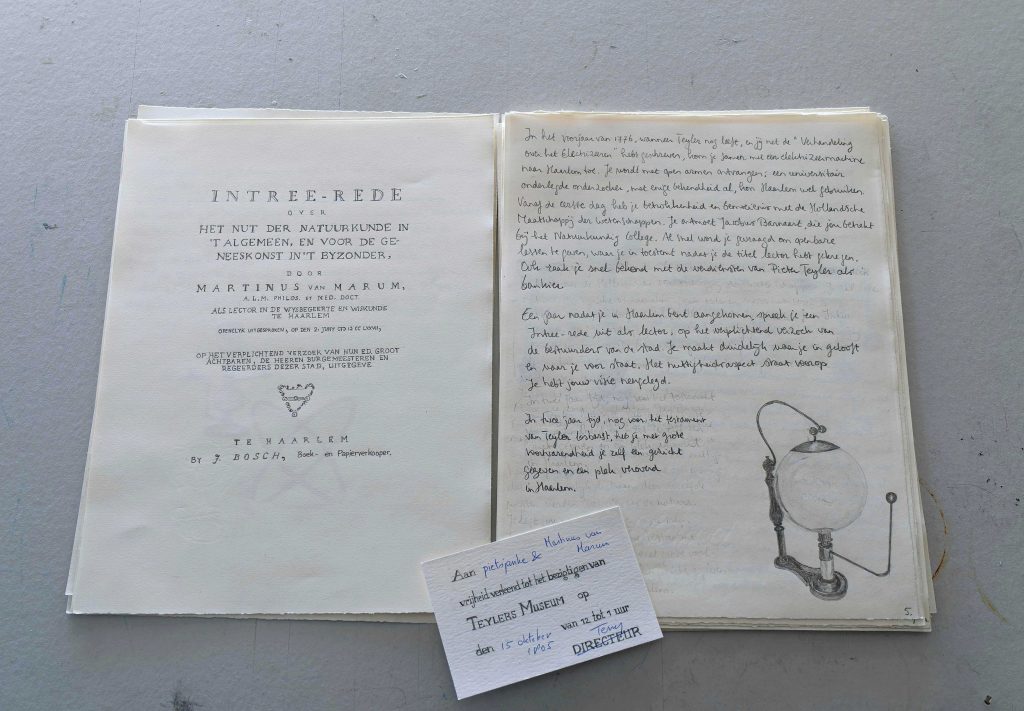 INTREE-REDE
OVER
HET NUT DER NATUURKUNDE IN
'T ALGEMEEN, EN VOOR DE GE-
NEESKONST IN 'T BYZONDER,
DOOR
MARTINUS VAN MARUM,
A.L.M. PHILOS. ET MED. DOCT.
ALS LECTOR IN DE WYSBEGEERTE EN WISKUNDE
TE HAARLEM
OPENLYK UITGESPROKEN, OP DEN 2. JUNY
OP HET VERPLICHTEND VERZOEK VAN HUN ED. GROOT
ACHTBAREN, DE HEEREN BURGEMEESTEREN EN
REGEERDERS DEZER STAD, UITGEGEVE
TE HAARLEM
BY J. BOSCH, Boek- en Papierverkooper.
In het voorjaar van 1776, wanneer Teyler nog leeft, en jij net de "Verhandeling
over het Electrizeeren" hebt geschreven, kom je samen met een elektriseermachine
naar Haarlem toe. Je wordt met open armen ontvangen; een universitair
onderlegde onderzoeker, met enige bekendheid al, kon Haarlem wel gebruiken.
Vanaf de eerste dag heb je betrokkenheid en bemoeienis met de Hollandsche
Maatschappij der Wetenschappen. Je ontmoet Jacobus Barnaart, die jou betrekt
bij het Natuurkundig College. Al snel word je gevraagd om openbare
lessen te geven, waar je in toestemt nadat je de titel lector hebt gekregen.
Ook raak je snel bekend met de verdiensten van Pieter Teyler als
bankier.
Een jaar nadat je in Haarlem bent aangekomen, spreek je een
Intree-rede uit als lector, op het verplichtend verzoek van
de bestuurders van de stad. Je maakt duidelijk waar je in gelooft
en waar je voor staat. Het nuttigheidsaspect staat voorop.
Je hebt jouw visie neergelegd.
In twee jaar tijd, nog voor het testament
van Teyler losbarst, heb je met grote
voortvarendheid je zelf een gezicht
gegeven en een plek veroverd
in Haarlem.
5.
Aan pietsjanke & Martinus van
Marum
vrijheid verleend tot het bezigtigen van
TEYLERS MUSEUM op
den 15 oktober van 12 tot 1 uur
1805
DIRECTEUR